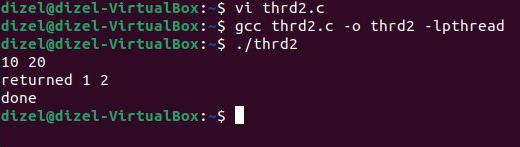 dizel@dizel-VirtualBox:~$ vi thrd2.c
dizel@dizel-VirtualBox:~$ gcc thrd2.c -o thrd2 -lpthread
dizel@dizel-VirtualBox:~$ ./thrd2
10 20
returned 1 2
done
dizel@dizel-VirtualBox:~$